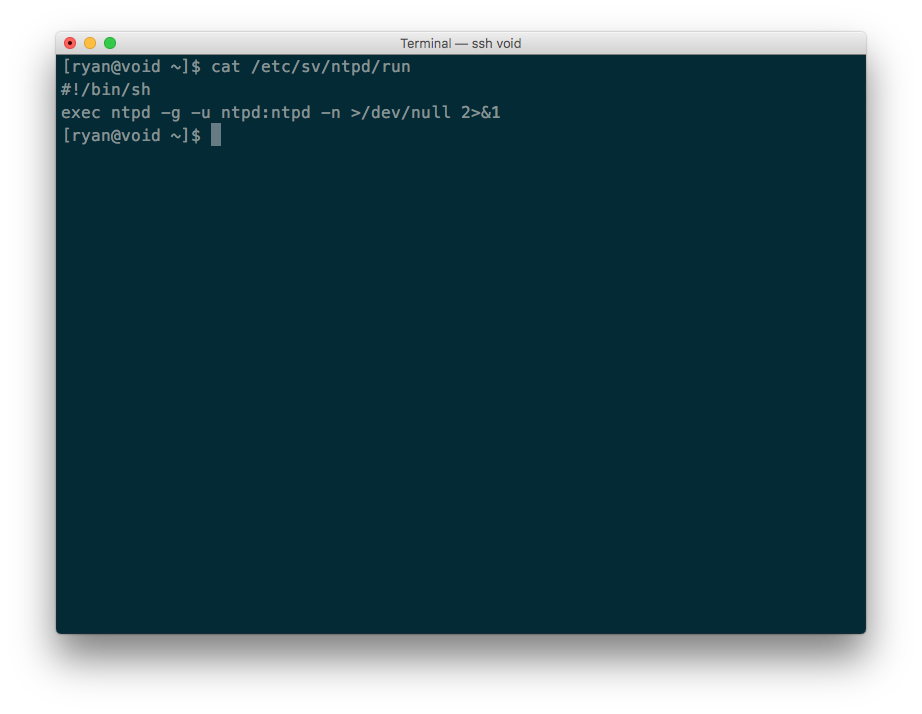 Terminal — ssh void
[ryan@void ~]$ cat /etc/sv/ntpd/run
#!/bin/sh
exec ntpd -g -u ntpd:ntpd -n >/dev/null 2>&1
[ryan@void ~]$